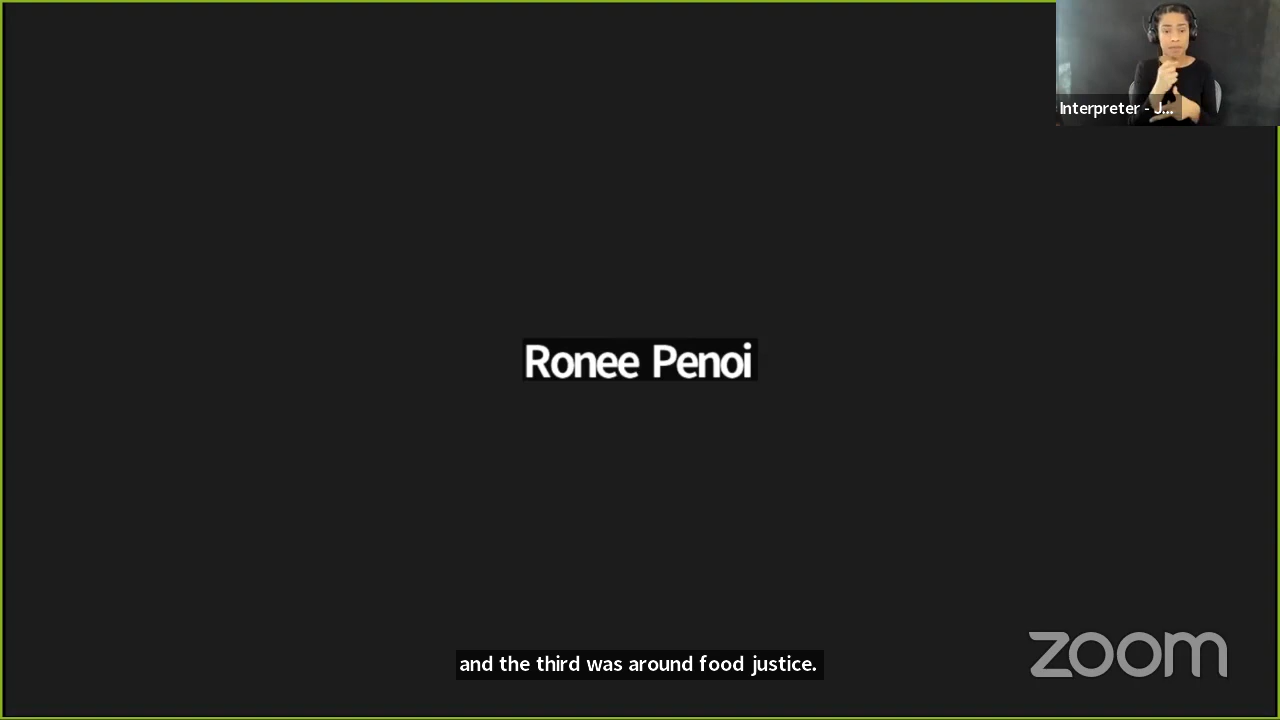 Interpreter - J...
Ronee Penoi
and the third was around food justice.
zoom